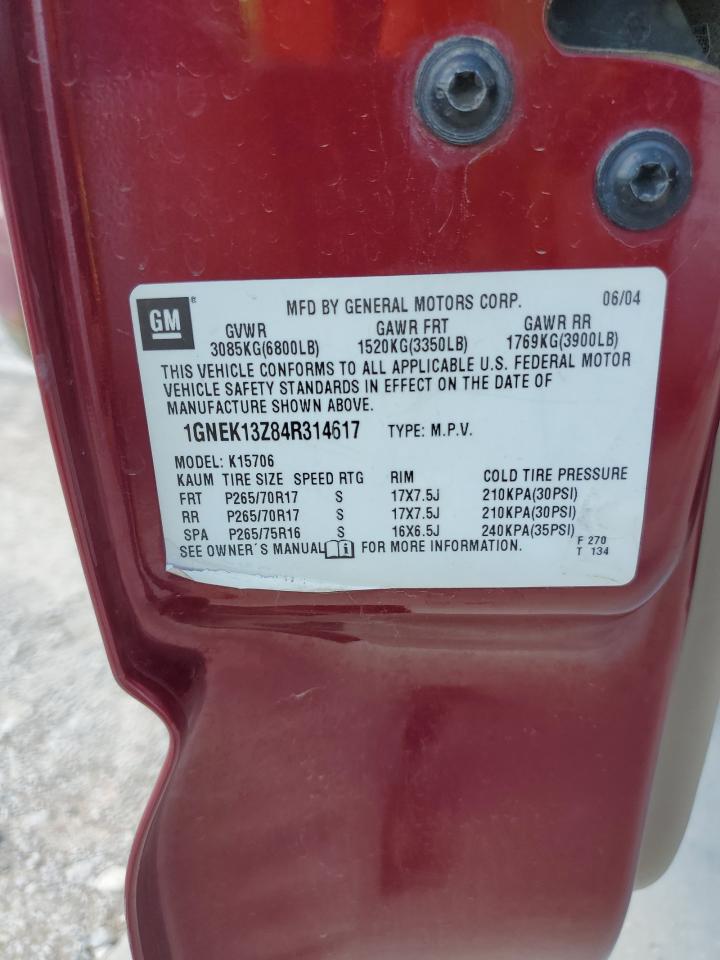 GM ® MFD BY GENERAL MOTORS CORP. 06/04
GVWR GAWR FRT GAWR RR
3085KG(6800LB) 1520KG(3350LB) 1769KG(3900LB)
THIS VEHICLE CONFORMS TO ALL APPLICABLE U.S. FEDERAL MOTOR
VEHICLE SAFETY STANDARDS IN EFFECT ON THE DATE OF
MANUFACTURE SHOWN ABOVE.
1GNEK13Z84R314617 TYPE: M.P.V.
MODEL: K15706
KAUM TIRE SIZE SPEED RTG RIM COLD TIRE PRESSURE
FRT P265/70R17 S 17X7.5J 210KPA(30PSI)
RR P265/70R17 S 17X7.5J 210KPA(30PSI)
SPA P265/75R16 S 16X6.5J 240KPA(35PSI)
SEE OWNER´S MANUAL FOR MORE INFORMATION. F 270
T 134